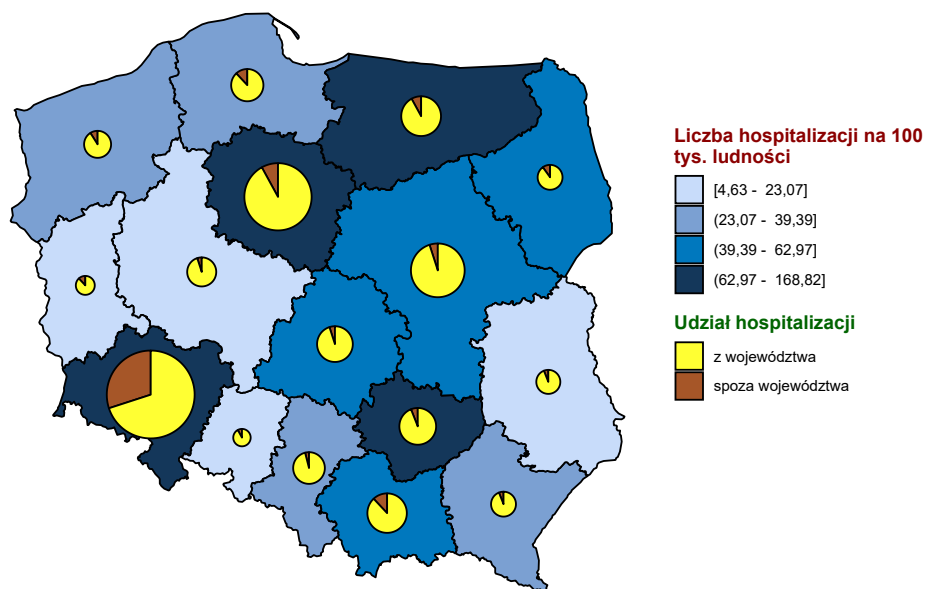 Liczba hospitalizacji na 100
tys. ludności
[4,63 - 23,07]
(23,07 - 39,39]
(39,39 - 62,97]
(62,97 - 168,82]
Udział hospitalizacji
z województwa
spoza województwa